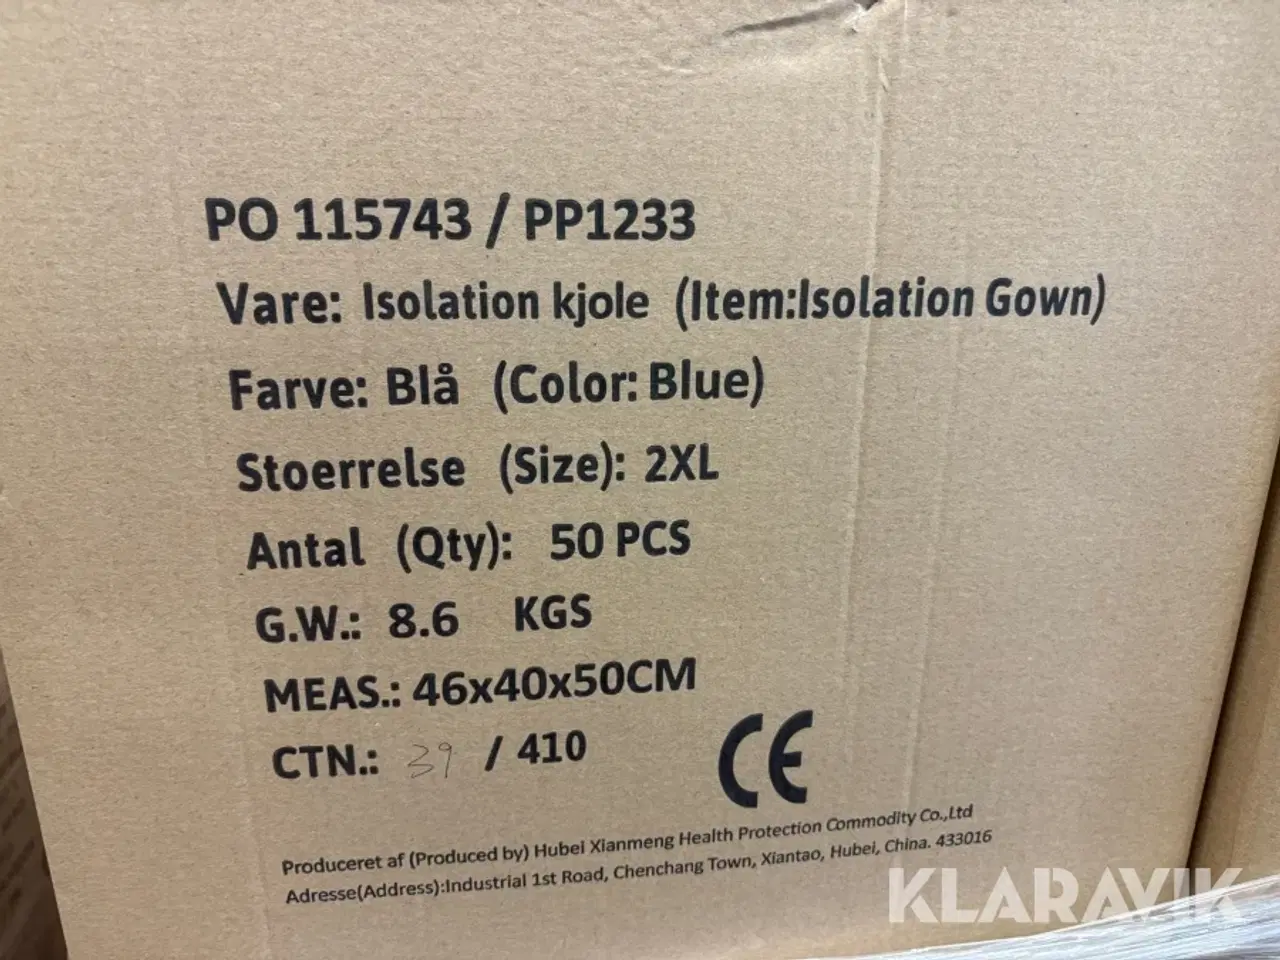 PO 115743 / PP1233
Vare: Isolation kjole (Item:Isolation Gown)
Farve: Blå (Color: Blue)
Stoerrelse (Size): 2XL
Antal (Qty): 50 PCS
G.W.: 8.6 KGS
MEAS.: 46x40x50CM
CTN.: 39 / 410
CE
Produceret af (Produced by) Hubei Xianmeng Health Protection Commodity Co.,Ltd
Adresse(Address):Industrial 1st Road, Chenchang Town, Xiantao, Hubei, China. 433016
KLARAVIK